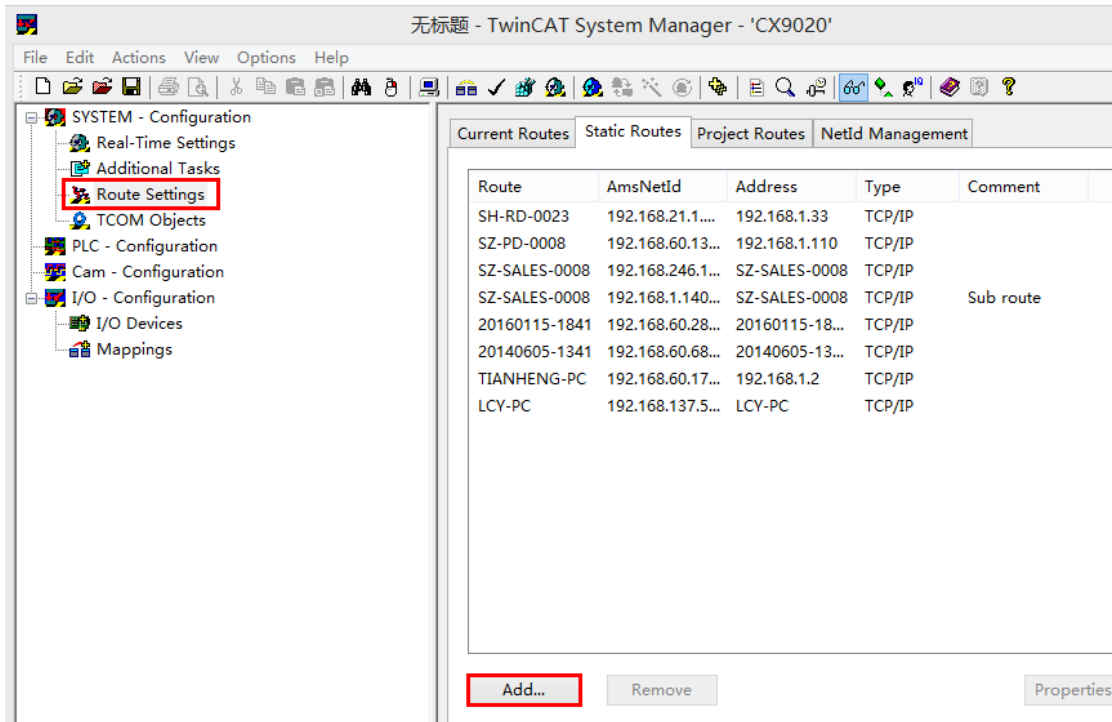 无标题 - TwinCAT System Manager - 'CX9020'
File Edit Actions View Options Help
SYSTEM - Configuration
Real-Time Settings
Additional Tasks
Route Settings
TCOM Objects
PLC - Configuration
Cam - Configuration
I/O - Configuration
I/O Devices
Mappings
Current Routes Static Routes Project Routes NetId Management
Route AmsNetId Address Type Comment
SH-RD-0023 192.168.21.1.... 192.168.1.33 TCP/IP
SZ-PD-0008 192.168.60.13... 192.168.1.110 TCP/IP
SZ-SALES-0008 192.168.246.1... SZ-SALES-0008 TCP/IP
SZ-SALES-0008 192.168.1.140... SZ-SALES-0008 TCP/IP Sub route
20160115-1841 192.168.60.28... 20160115-18... TCP/IP
20140605-1341 192.168.60.68... 20140605-13... TCP/IP
TIANHENG-PC 192.168.60.17... 192.168.1.2 TCP/IP
LCY-PC 192.168.137.5... LCY-PC TCP/IP
Add... Remove Properties